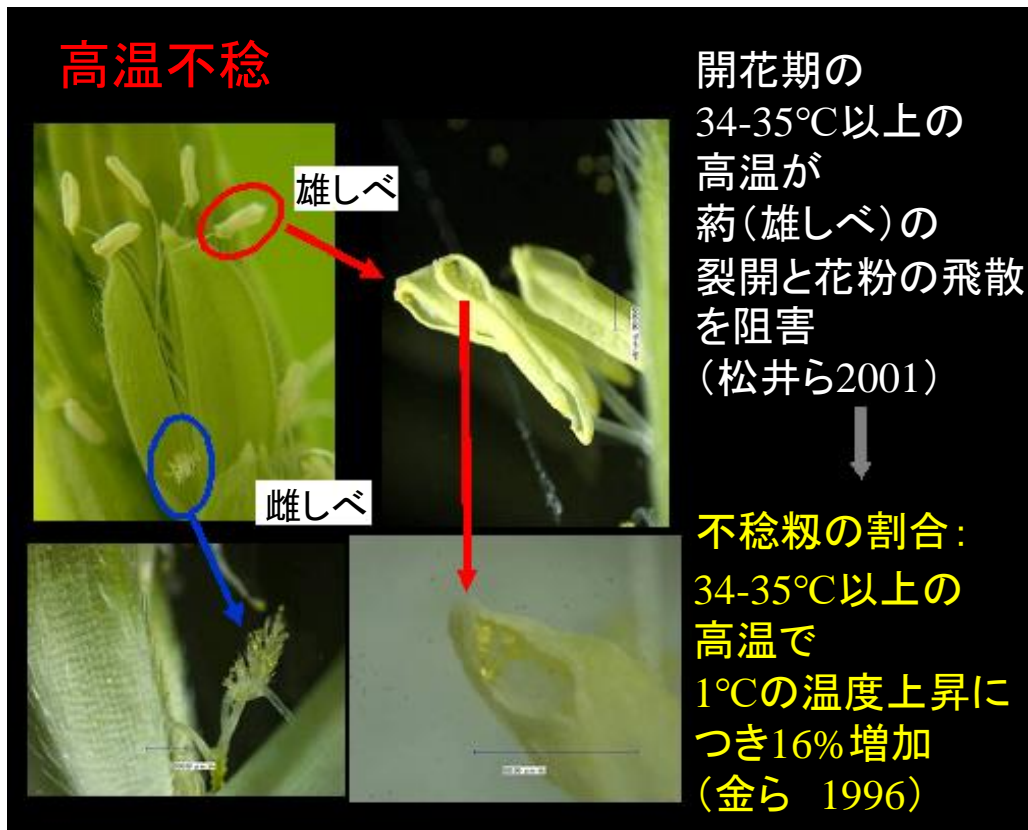 高温不稔
雄しべ
雌しべ
開花期の
34-35℃以上の
高温が
葯(雄しべ)の
裂開と花粉の飛散
を阻害
(松井ら2001)
不稔籾の割合:
34-35℃以上の
高温で
1℃の温度上昇に
つき16%増加
(金ら　1996)